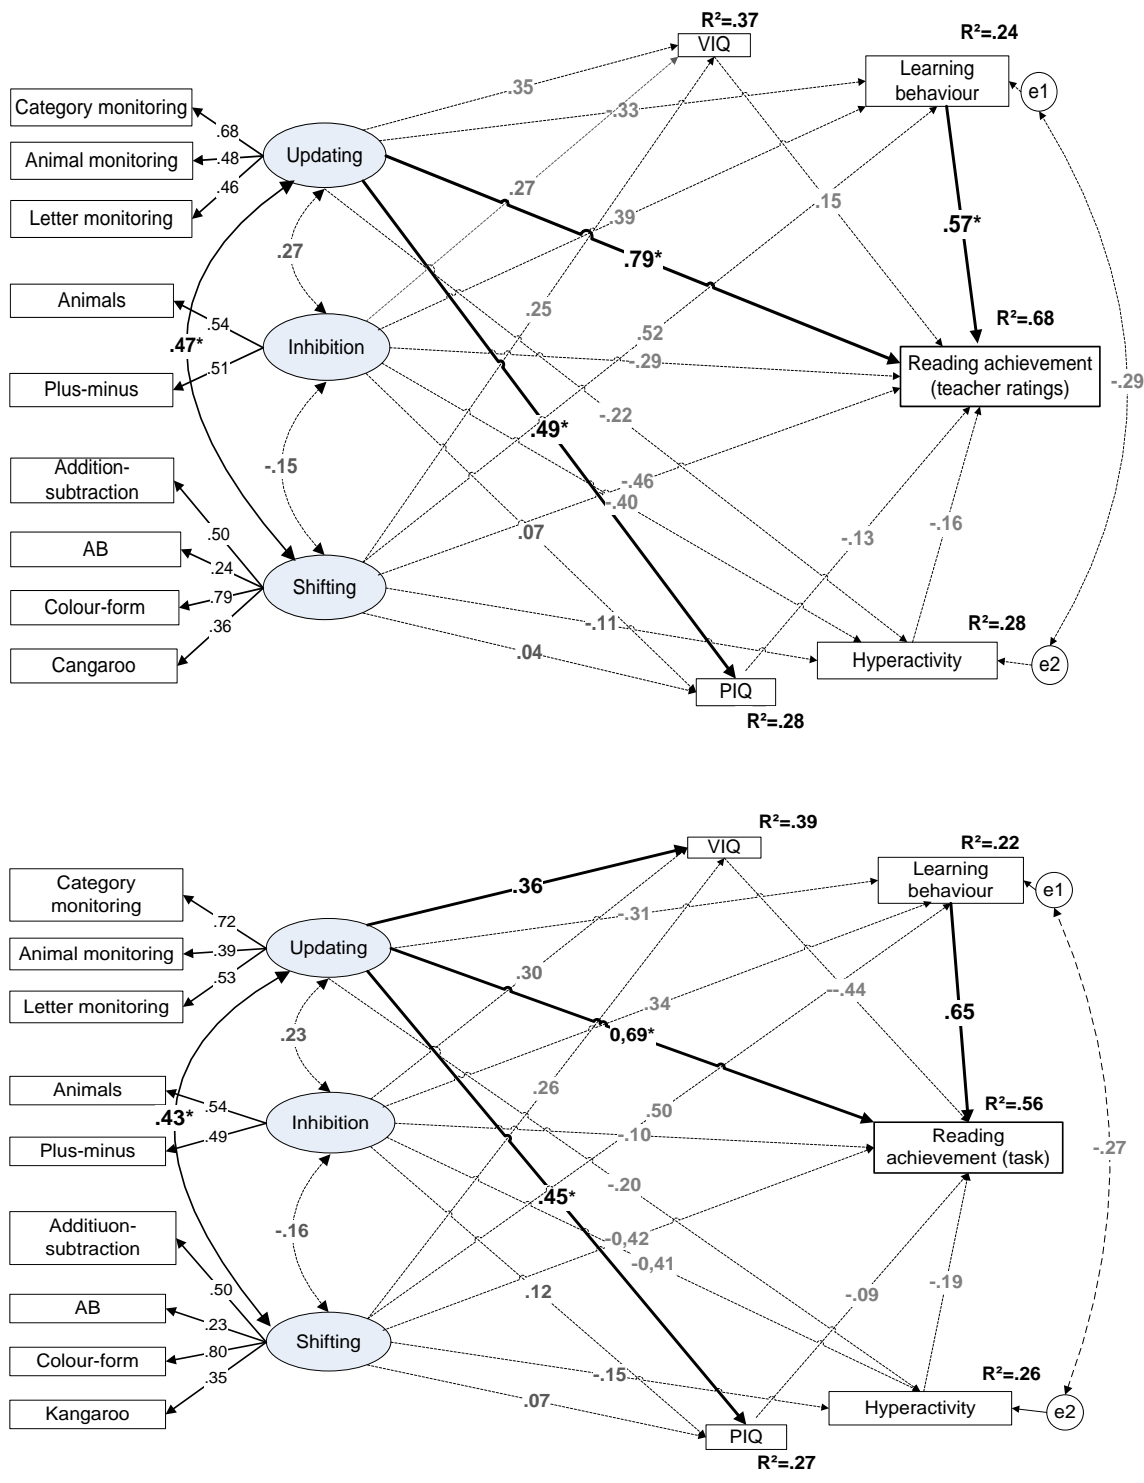 R²=.37
VIQ
R²=.24
Learning
behaviour
e1
Category monitoring
.68
Updating
.35
-.33
Animal monitoring
.48
.46
Letter monitoring
.27
.39
.15
.57*
.27
.79*
Animals
.54
.25
R²=.68
.47*
Inhibition
.52
-.29
Reading achievement
(teacher ratings)
-.29
.51
Plus-minus
-.22
.49*
Addition-
subtraction
-.15
-.46
-.40
.50
.07
-.16
-.13
AB
.24
Shifting
.79
Colour-form
-.11
R²=.28
.36
.04
Hyperactivity
e2
Cangaroo
PIQ
R²=.28
R²=.39
VIQ
R²=.22
Learning
behaviour
e1
Category
monitoring
.36
.72
-.31
Updating
Animal monitoring
.39
.53
.30
--.44
Letter monitoring
.34
.65
.23
0,69*
Animals
.54
.26
R²=.56
.43*
Inhibition
.50
-.10
.49
Reading
achievement (task)
-.27
Plus-minus
-.20
.45*
Additiuon-
subtraction
-.16
-0,42
-0,41
.50
.12
-.09
-.19
AB
.23
Shifting
.80
Colour-form
-.15
R²=.26
.35
.07
Hyperactivity
e2
Kangaroo
PIQ
R²=.27